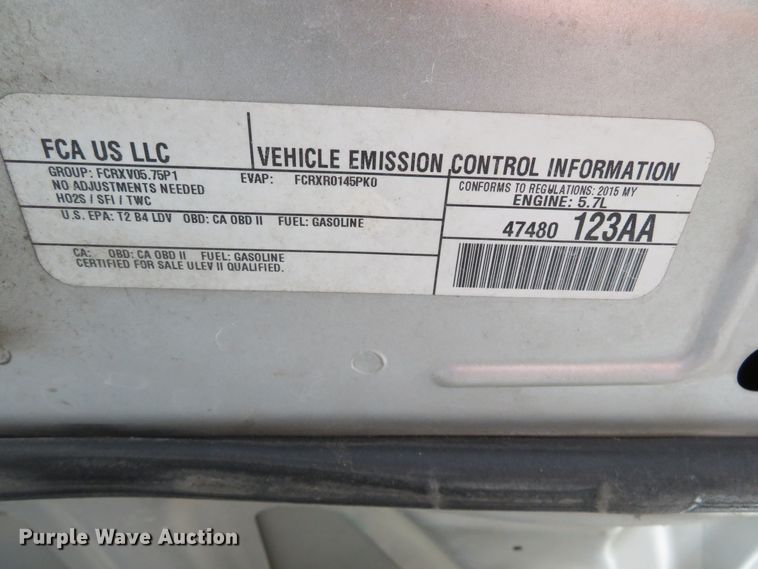 FCA US LLC
VEHICLE EMISSION CONTROL INFORMATION
GROUP: FCRXV05.75P1
EVAP: FCRXR0145PK0
NO ADJUSTMENTS NEEDED
HO2S / SFI / TWC
CONFORMS TO REGULATIONS: 2015 MY
ENGINE: 5.7L
U.S. EPA: T2 B4 LDV OBD: CA OBD II FUEL: GASOLINE
47480 123AA
CA: OBD: CA OBD II FUEL: GASOLINE
CERTIFIED FOR SALE ULEV II QUALIFIED.
Purple Wave Auction